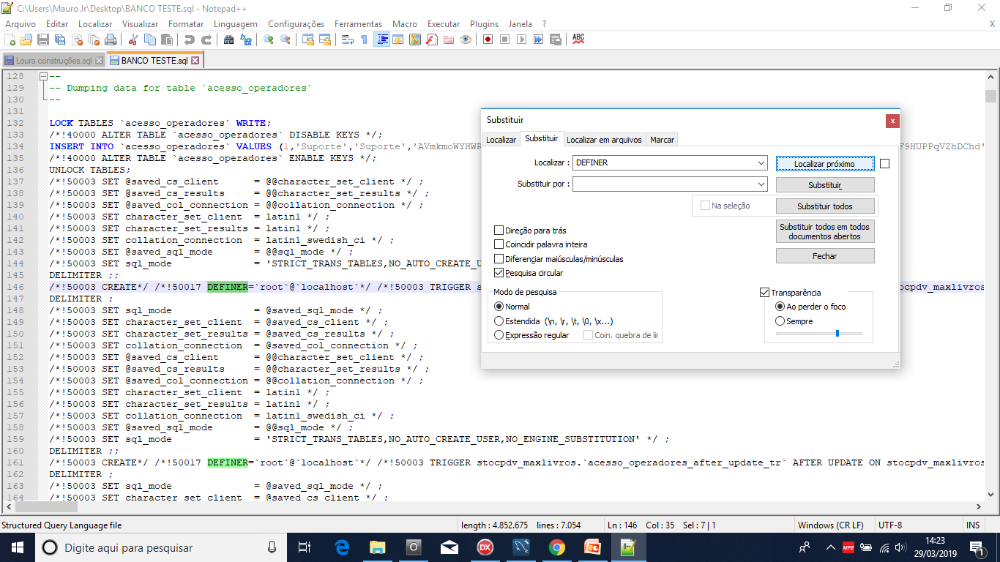 C:\Users\Mauro Jr\Desktop\BANCO TESTE.sql - Notepad++
Arquivo Editar Localizar Visualizar Formatar Linguagem Configurações Ferramentas Macro Executar Plugins Janela ? X
Loura construções.sql BANCO TESTE.sql
128 --
129 -- Dumping data for table `acesso_operadores`
130 --
131
132 LOCK TABLES `acesso_operadores` WRITE;
133 /*!40000 ALTER TABLE `acesso_operadores` DISABLE KEYS */;
134 INSERT INTO `acesso_operadores` VALUES (1,'Suporte','Suporte','AVmkmoWYHWR F9HUPPqVZhDChd'
135 /*!40000 ALTER TABLE `acesso_operadores` ENABLE KEYS */;
136 UNLOCK TABLES;
137 /*!50003 SET @saved_cs_client = @@character_set_client */ ;
138 /*!50003 SET @saved_cs_results = @@character_set_results */ ;
139 /*!50003 SET @saved_col_connection = @@collation_connection */ ;
140 /*!50003 SET character_set_client = latin1 */ ;
141 /*!50003 SET character_set_results = latin1 */ ;
142 /*!50003 SET collation_connection = latin1_swedish_ci */ ;
143 /*!50003 SET @saved_sql_mode = @@sql_mode */ ;
144 /*!50003 SET sql_mode = 'STRICT_TRANS_TABLES,NO_AUTO_CREATE_U
145 DELIMITER ;;
146 /*!50003 CREATE*/ /*!50017 DEFINER=`root`@`localhost`*/ /*!50003 TRIGGER s ocpdv_maxlivros
147 DELIMITER ;
148 /*!50003 SET sql_mode = @saved_sql_mode */ ;
149 /*!50003 SET character_set_client = @saved_cs_client */ ;
150 /*!50003 SET character_set_results = @saved_cs_results */ ;
151 /*!50003 SET collation_connection = @saved_col_connection */ ;
152 /*!50003 SET @saved_cs_client = @@character_set_client */ ;
153 /*!50003 SET @saved_cs_results = @@character_set_results */ ;
154 /*!50003 SET @saved_col_connection = @@collation_connection */ ;
155 /*!50003 SET character_set_client = latin1 */ ;
156 /*!50003 SET character_set_results = latin1 */ ;
157 /*!50003 SET collation_connection = latin1_swedish_ci */ ;
158 /*!50003 SET @saved_sql_mode = @@sql_mode */ ;
159 /*!50003 SET sql_mode = 'STRICT_TRANS_TABLES,NO_AUTO_CREATE_USER,NO_ENGINE_SUBSTITUTION' */ ;
160 DELIMITER ;;
161 /*!50003 CREATE*/ /*!50017 DEFINER=`root`@`localhost`*/ /*!50003 TRIGGER stocpdv_maxlivros.`acesso_operadores_after_update_tr` AFTER UPDATE ON stocpdv_maxlivros
162 DELIMITER ;
163 /*!50003 SET sql_mode = @saved_sql_mode */ ;
164 /*!50003 SET character_set_client = @saved_cs_client */ ;
Substituir
Localizar Substituir Localizar em arquivos Marcar
Localizar : DEFINER Localizar próximo
Substituir por : Substituir
Na seleção Substituir todos
Substituir todos em todos
documentos abertos
Fechar
Direção para trás
Coincidir palavra inteira
Diferençiar maiúsculas/minúsculas
Pesquisa circular
Modo de pesquisa
Normal
Estendida (\n, \r, \t, \0, \x...)
Expressão regular Coin. quebra de lir
Transparência
Ao perder o foco
Sempre
Structured Query Language file length : 4.852.675 lines : 7.054 Ln : 146 Col : 35 Sel : 7 | 1 Windows (CR LF) UTF-8 INS
Digite aqui para pesquisar
14:23
29/03/2019